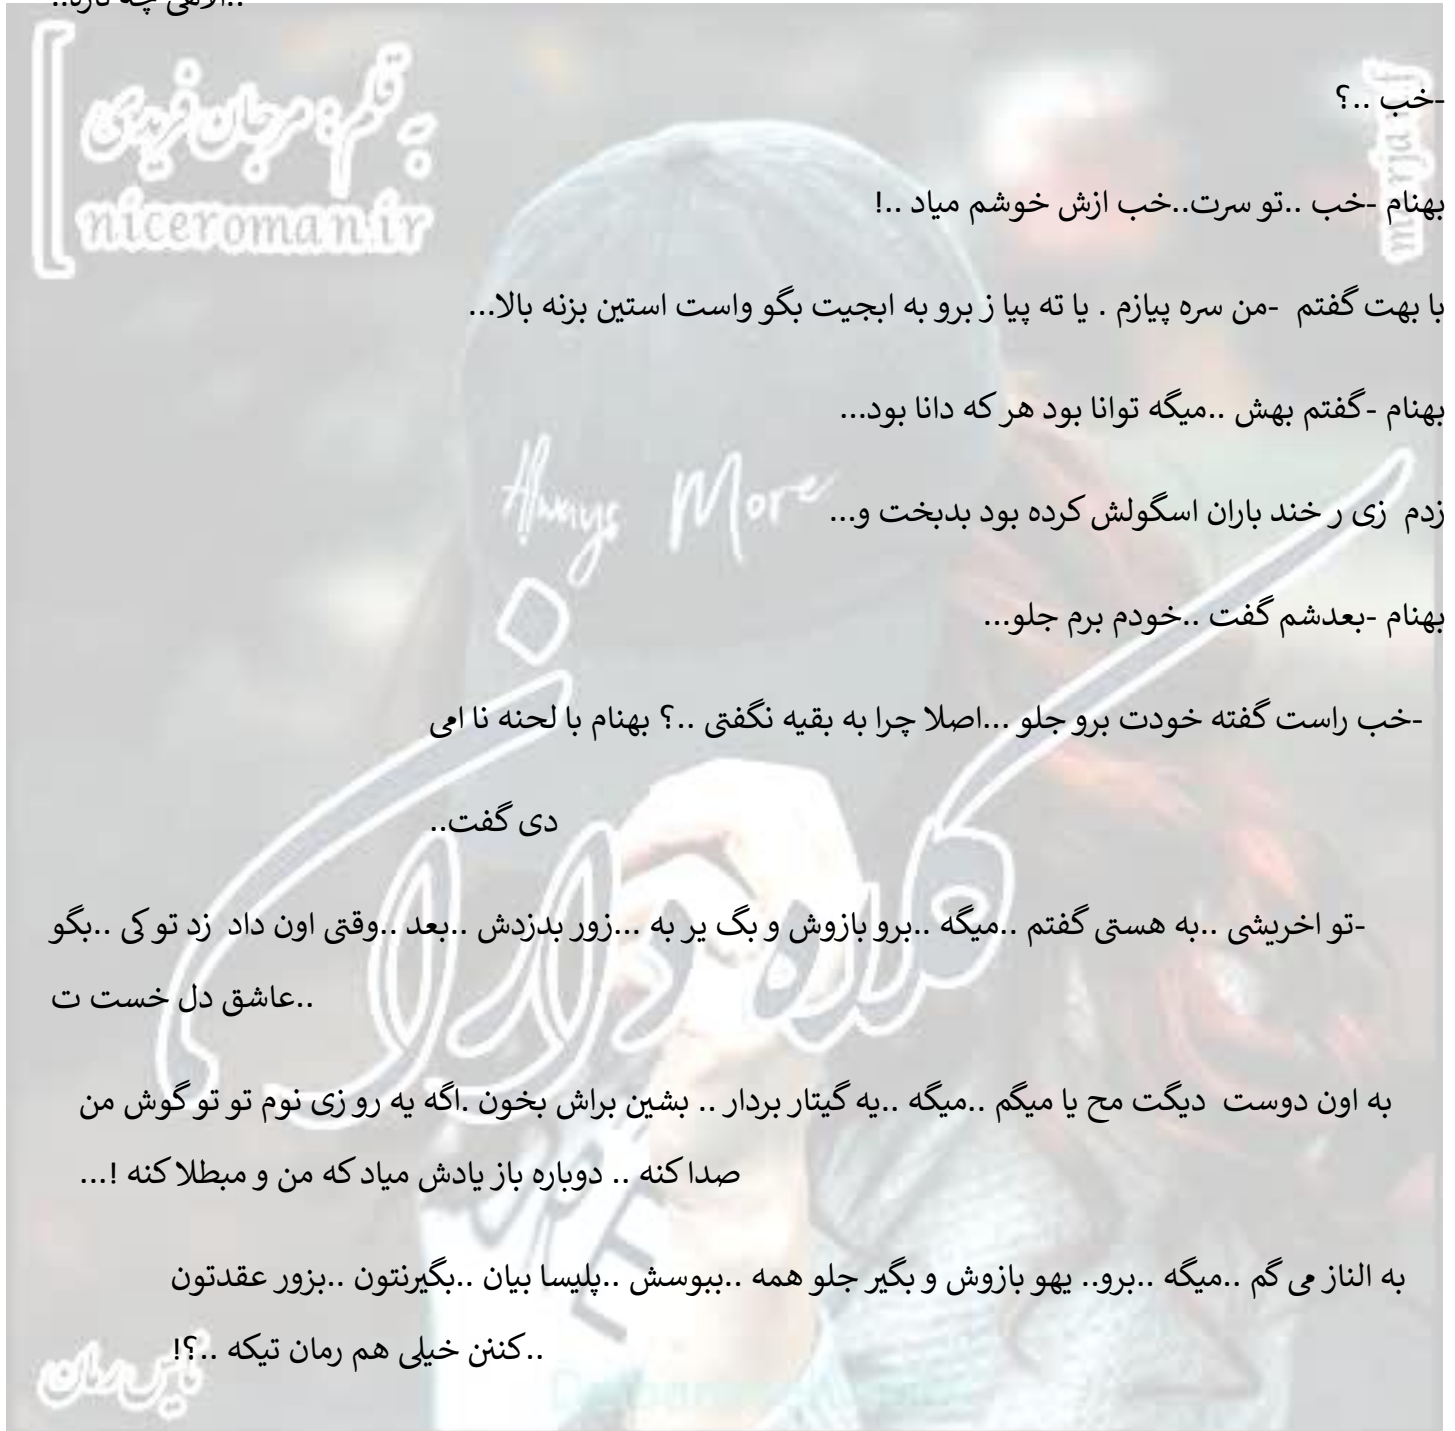 -خب ..؟
قلم: مرجان فریدی
niceroman.ir
بهنام -خب ..تو سرت..خب ازش خوشم میاد ..!
با بهت گفتم -من سره پیازم . یا ته پیا ز برو به ابجیت بگو واست استین بزنه بالا...
بهنام -گفتم بهش ..میگه توانا بود هر که دانا بود...
Always More
زدم زی ر خند باران اسگولش کرده بود بدبخت و...
بهنام -بعدشم گفت ..خودم برم جلو...
-خب راست گفته خودت برو جلو ...اصلا چرا به بقیه نگفتی ..؟ بهنام با لحنه نا امی
دی گفت..
-تو اخریشی ..به هستی گفتم ..میگه ..برو بازوش و بگ یر به ...زور بدزدش ..بعد ..وقتی اون داد زد تو کی ..بگو
..عاشق دل خست ت
به اون دوست دیگت مح یا میگم ..میگه ..یه گیتار بردار .. بشین براش بخون .اگه یه رو زی نوم تو تو گوش من
صدا کنه .. دوباره باز یادش میاد که من و مبطلا کنه !...
به الناز می گم ..میگه ..برو.. یهو بازوش و بگیر جلو همه ..ببوسش ..پلیسا بیان ..بگیرنتون ..بزور عقدتون
..کننن خیلی هم رمان تیکه ..؟!
نایس رمان